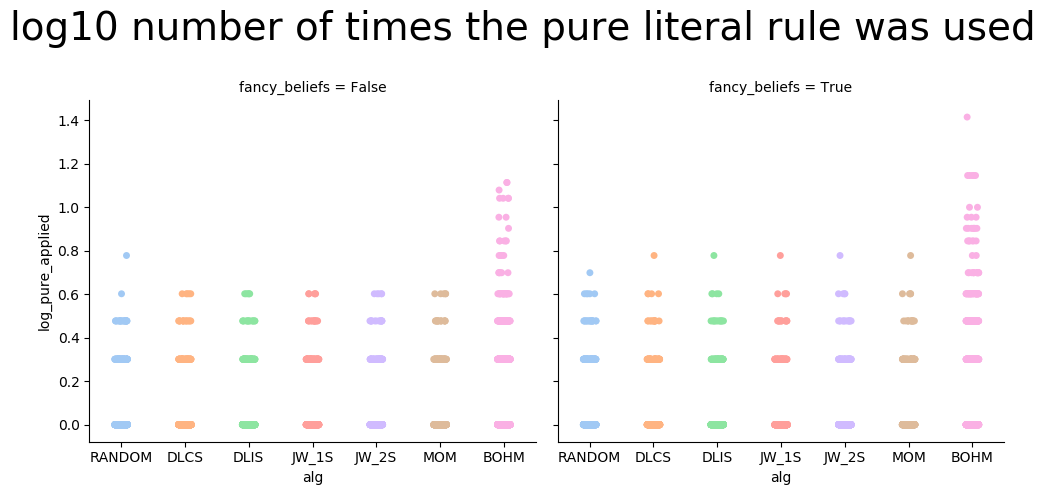 log10 number of times the pure literal rule was used
fancy_beliefs = False
fancy_beliefs = True
log_pure_applied
1.4
1.2
1.0
0.8
0.6
0.4
0.2
0.0
RANDOM DLCS DLIS JW_1S JW_2S MOM BOHM
RANDOM DLCS DLIS JW_1S JW_2S MOM BOHM
alg
alg